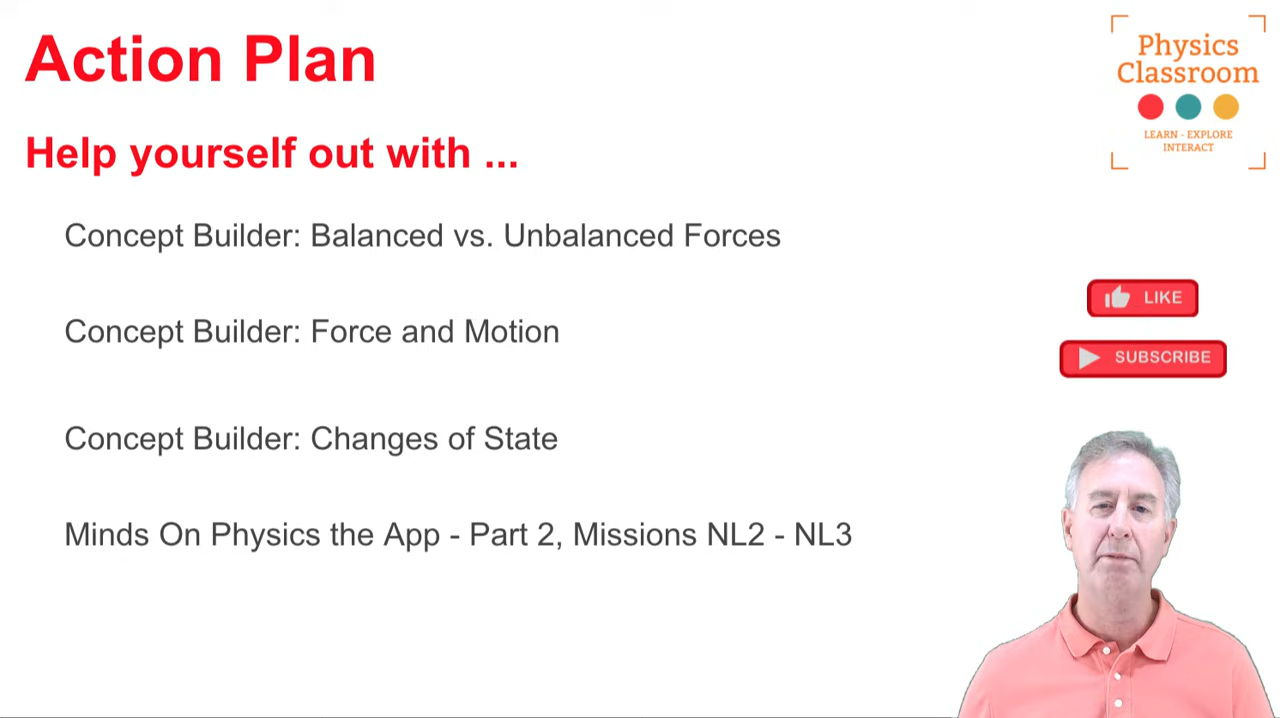 Action Plan
Physics
Classroom
LEARN - EXPLORE
INTERACT
Help yourself out with ...
Concept Builder: Balanced vs. Unbalanced Forces
LIKE
Concept Builder: Force and Motion
SUBSCRIBE
Concept Builder: Changes of State
Minds On Physics the App - Part 2, Missions NL2 - NL3